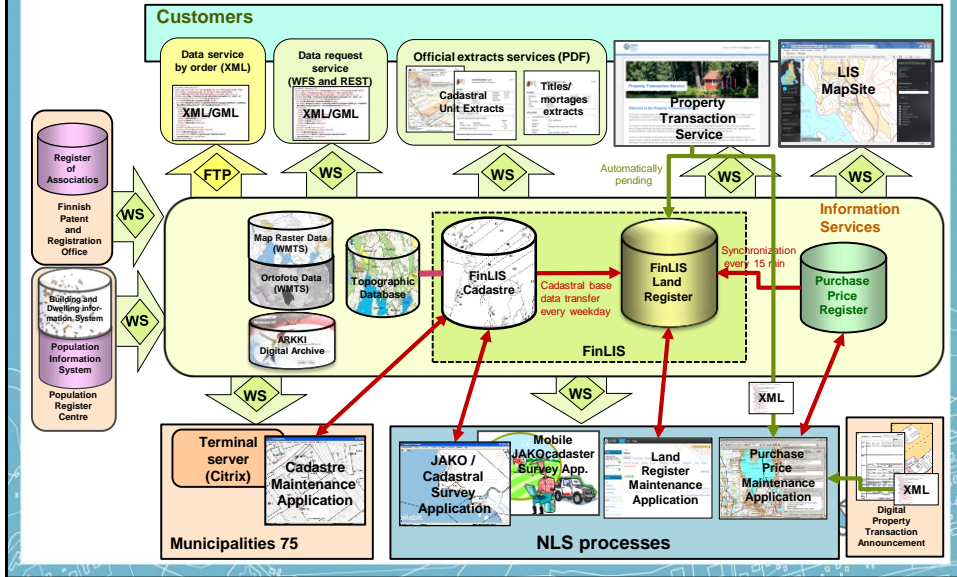 Customers
Data service
by order (XML)
XML/GML
Data request
service
(WFS and REST)
XML/GML
Official extracts services (PDF)
Cadastral
Unit Extracts
Titles/
mortages
extracts
Property
Transaction
Service
LIS
MapSite
Register
of
Associatios
Finnish
Patent
and
Registration
Office
WS
FTP
WS
WS
Automatically
pending
WS
WS
Building and
Dwelling infor-
mation System
Population
Information
System
Population
Register
Centre
WS
Map Raster Data
(WMTS)
Ortofoto Data
(WMTS)
ARKKI
Digital Archive
Topographic
Database
FinLIS
Cadastre
Cadastral base
data transfer
every weekday
FinLIS
Land
Register
FinLIS
Information
Services
Synchronization
every 15 min
Purchase
Price
Register
WS
WS
XML
Terminal
server
(Citrix)
Cadastre
Maintenance
Application
Municipalities 75
JAKO /
Cadastral
Survey
Application
Mobile
JAKOcadaster
Survey App.
Land
Register
Maintenance
Application
Purchase
Price
Maintenance
Application
NLS processes
XML
Digital
Property
Transaction
Announcement